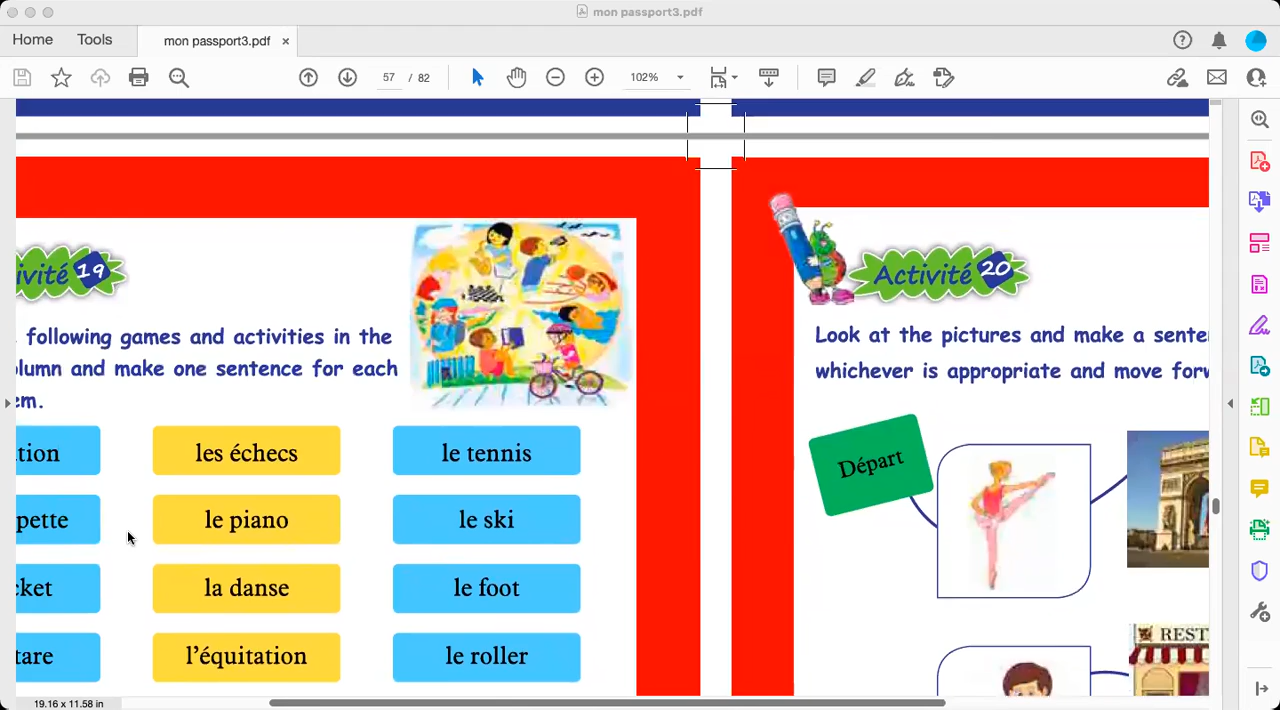 mon passport3.pdf
Home Tools mon passport3.pdf ×
57 / 82 102%
ivité 19
following games and activities in the
olumn and make one sentence for each
em.
tion les échecs le tennis
pette le piano le ski
cket la danse le foot
tare l'équitation le roller
Activité 20
Look at the pictures and make a sente
whichever is appropriate and move forw
Départ
REST
19.16 x 11.58 in